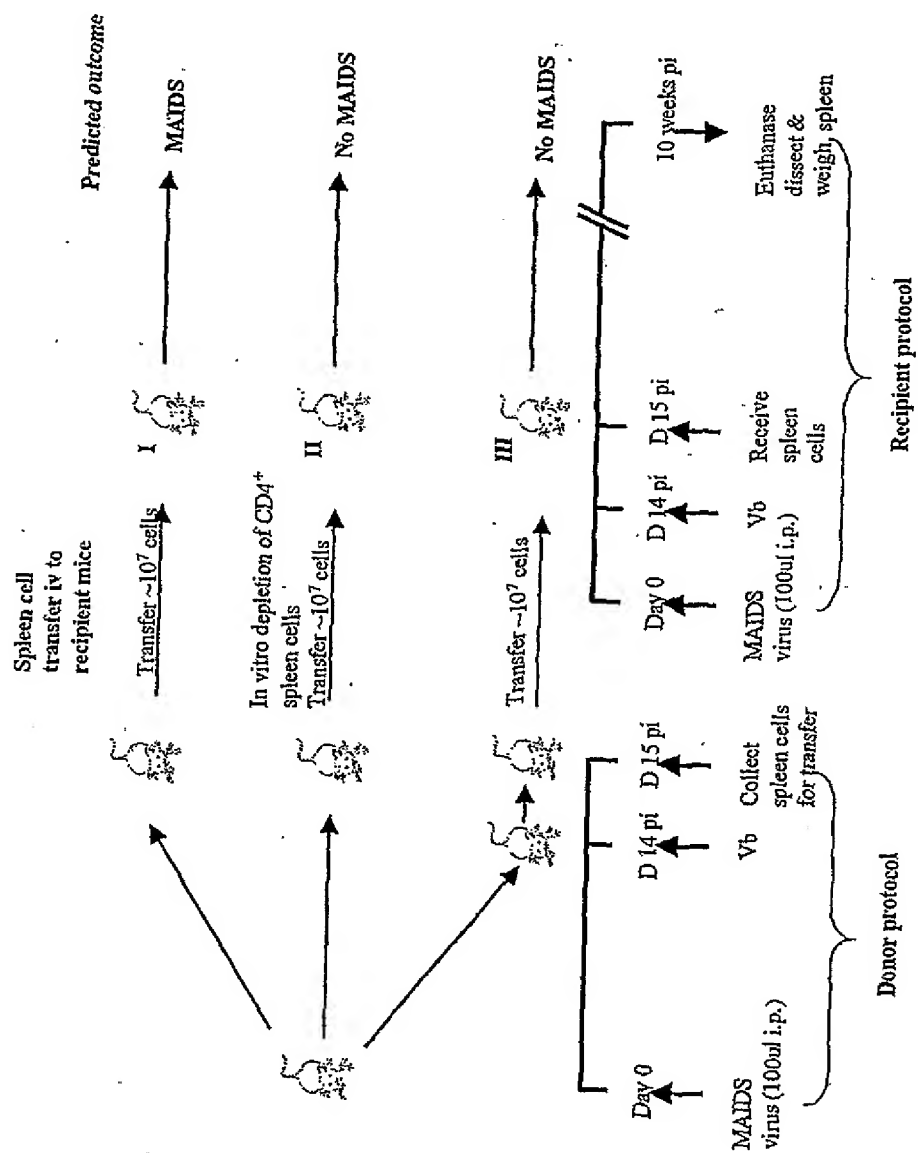 Spleen cell
transfer iv to
recipient mice
Predicted outcome
Transfer ~10⁷ cells
I
MAIDS
In vitro depletion of CD4⁺
spleen cells
Transfer ~10⁷ cells
II
No MAIDS
Transfer ~10⁷ cells
III
No MAIDS
Day 0
D 14 pi
D 15 pi
MAIDS
virus (100ul i.p.)
Vb
Collect
spleen cells
for transfer
Donor protocol
Day 0
D 14 pi
D 15 pi
10 weeks pi
MAIDS
virus (100ul i.p.)
Vb
Receive
spleen
cells
Euthanase
dissect &
weigh spleen
Recipient protocol